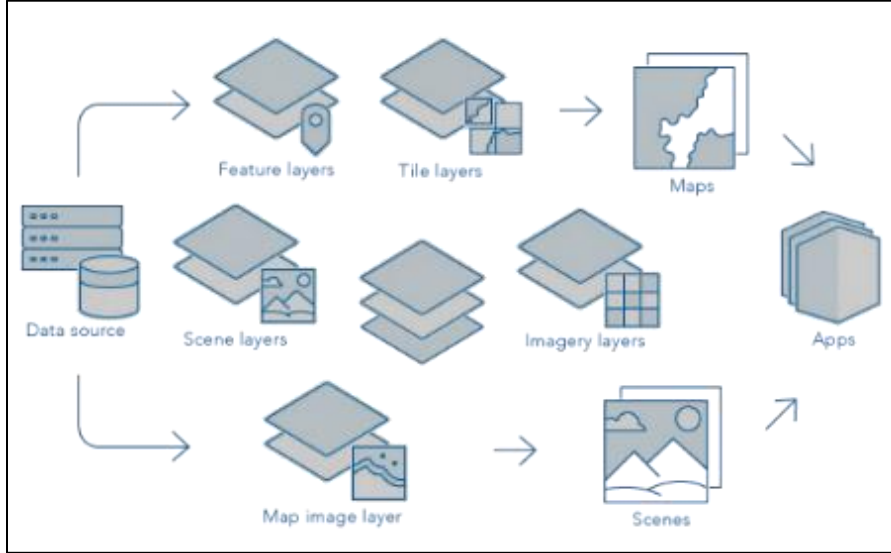 Feature layers
Tile layers
Maps
Data source
Scene layers
Imagery layers
Apps
Map image layer
Scenes